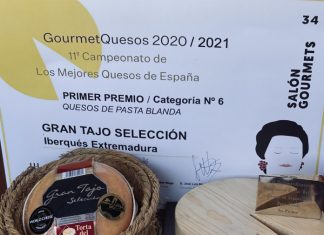 34
GourmetQuesos 2020 / 2021
11º Campeonato de
Los Mejores Quesos de España
PRIMER PREMIO / Categoria Nº 6
QUESOS DE PASTA BLANDA
GRAN TAJO SELECCIÓN
Iberqués Extremadura
SALÓN
GOURMETS
Gran Tajo
Selección
Torta del